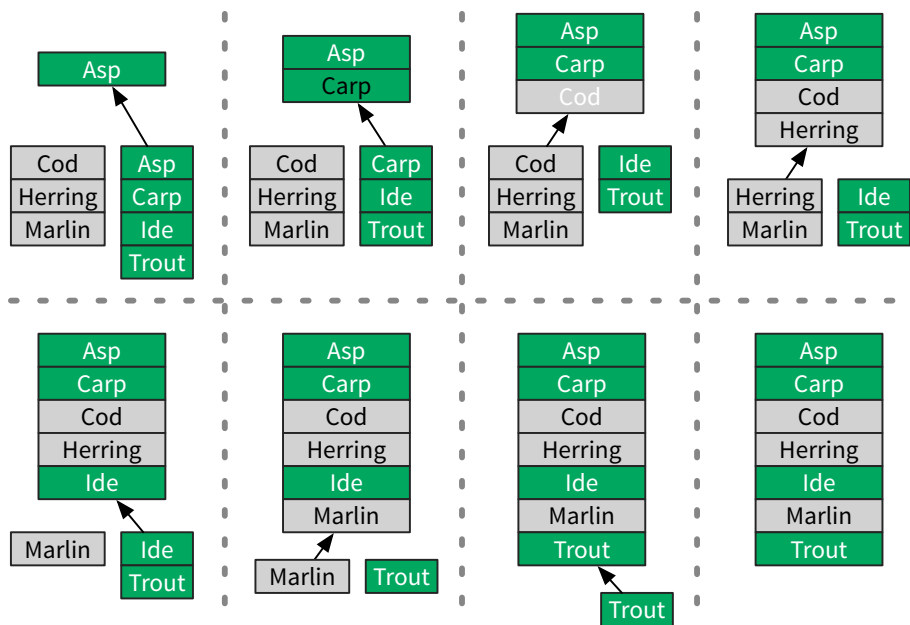 Asp
Cod Asp
Herring Carp
Marlin Ide
Trout
Asp
Carp
Cod Carp
Herring Ide
Marlin Trout
Asp
Carp
Cod
Cod Ide
Herring Trout
Marlin
Asp
Carp
Cod
Herring
Herring Ide
Marlin Trout
Asp
Carp
Cod
Herring
Ide
Marlin Ide
Trout
Asp
Carp
Cod
Herring
Ide
Marlin
Marlin Trout
Asp
Carp
Cod
Herring
Ide
Marlin
Trout
Trout
Asp
Carp
Cod
Herring
Ide
Marlin
Trout